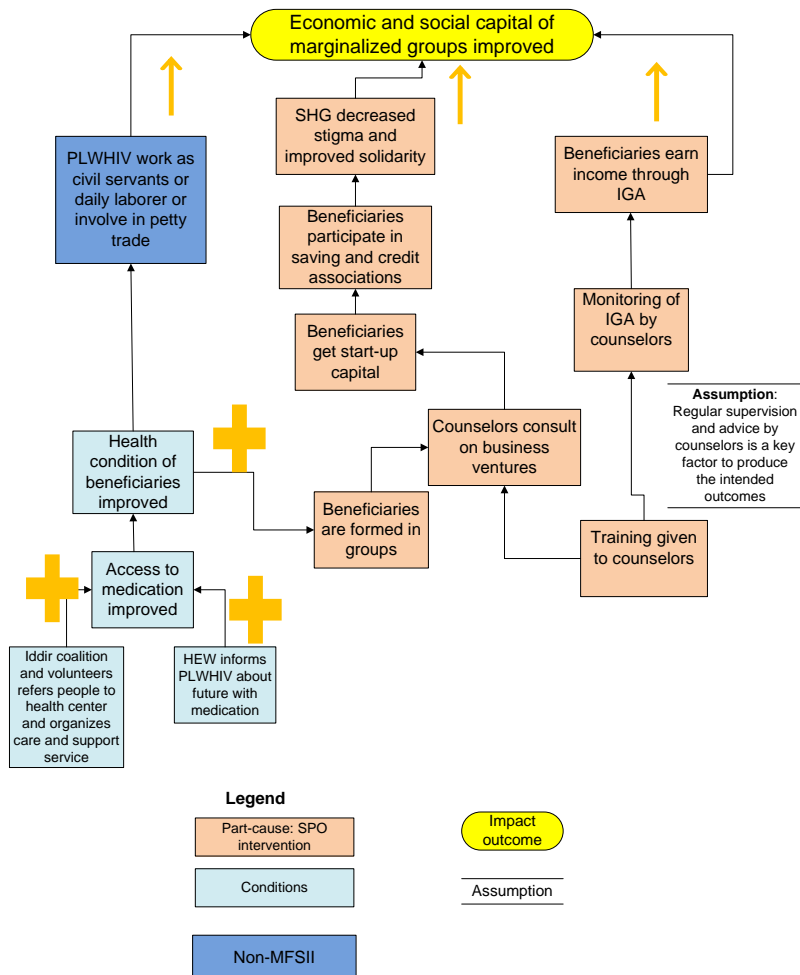 Economic and social capital of
marginalized groups improved
PLWHIV work as
civil servants or
daily laborer or
involve in petty
trade
SHG decreased
stigma and
improved solidarity
Beneficiaries earn
income through
IGA
Beneficiaries
participate in
saving and credit
associations
Monitoring of
IGA by
counselors
Beneficiaries
get start-up
capital
Assumption:
Regular supervision
and advice by
counselors is a key
factor to produce
the intended
outcomes
Health
condition of
beneficiaries
improved
Counselors consult
on business
ventures
Beneficiaries
are formed in
groups
Training given
to counselors
Access to
medication
improved
Iddir coalition
and volunteers
refers people to
health center
and organizes
care and support
service
HEW informs
PLWHIV about
future with
medication
Legend
Part-cause: SPO
intervention
Impact
outcome
Conditions
Assumption
Non-MFSII